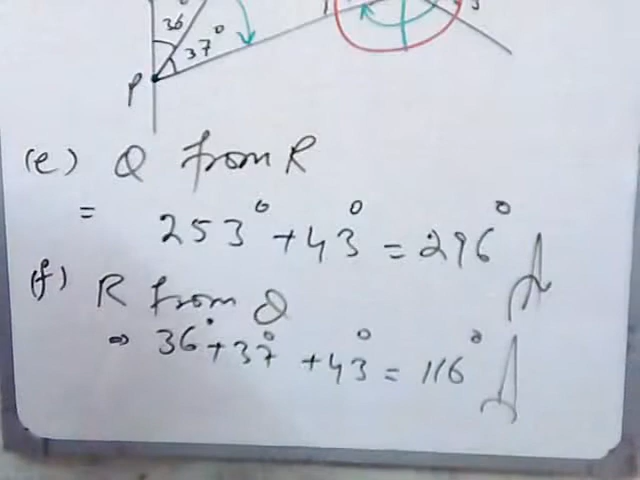 36°
37°
P
(e) Q from R
= 253° + 43° = 296°
(f) R from Q
⇒ 36° + 37° + 43° = 116°